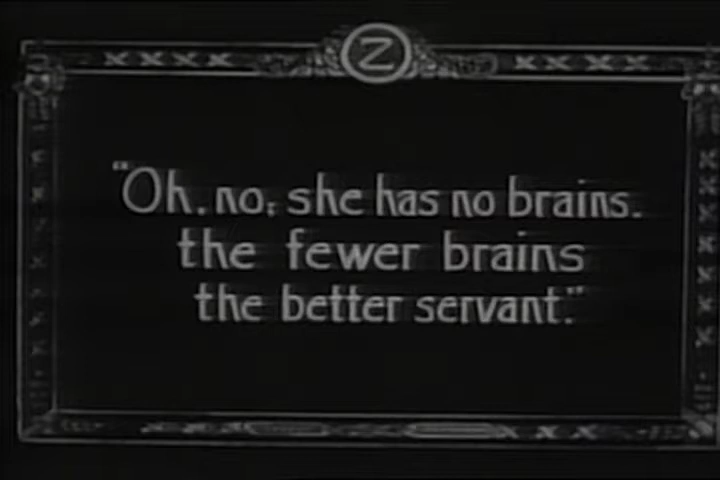 Z
"Oh, no; she has no brains.
the fewer brains
the better servant."